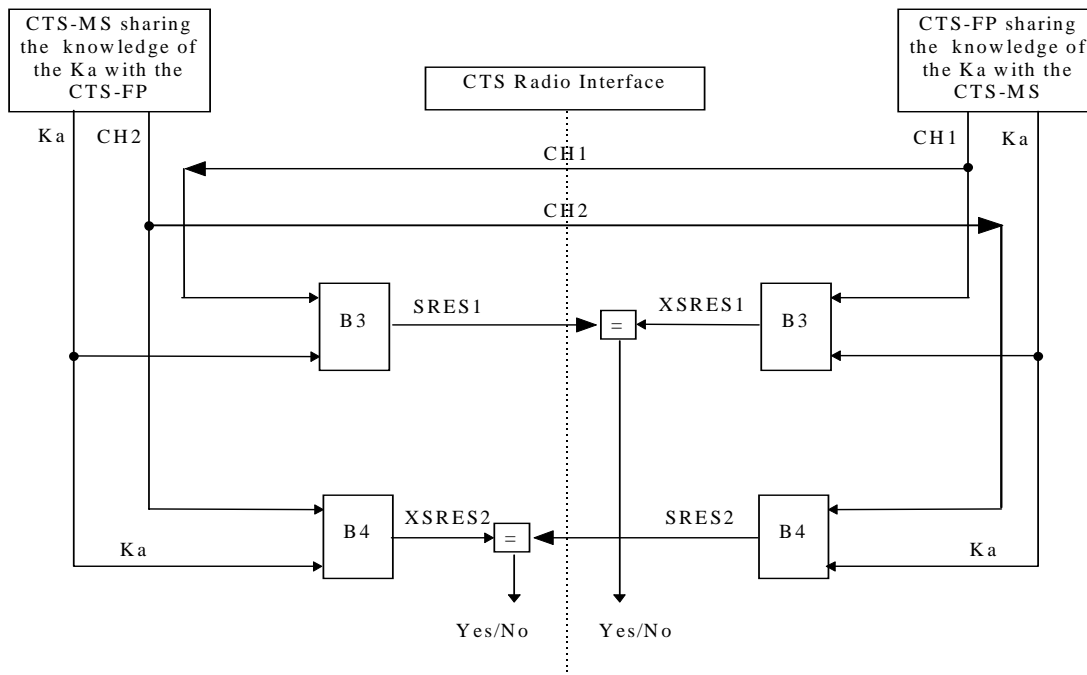 CTS-MS sharing
the knowledge of
the Ka with the
CTS-FP
CTS Radio Interface
CTS-FP sharing
the knowledge of
the Ka with the
CTS-MS
Ka
CH2
CH1
Ka
CH1
CH2
B3
SRES1
=
XSRES1
B3
B4
XSRES2
=
SRES2
B4
Ka
Ka
Yes/No
Yes/No